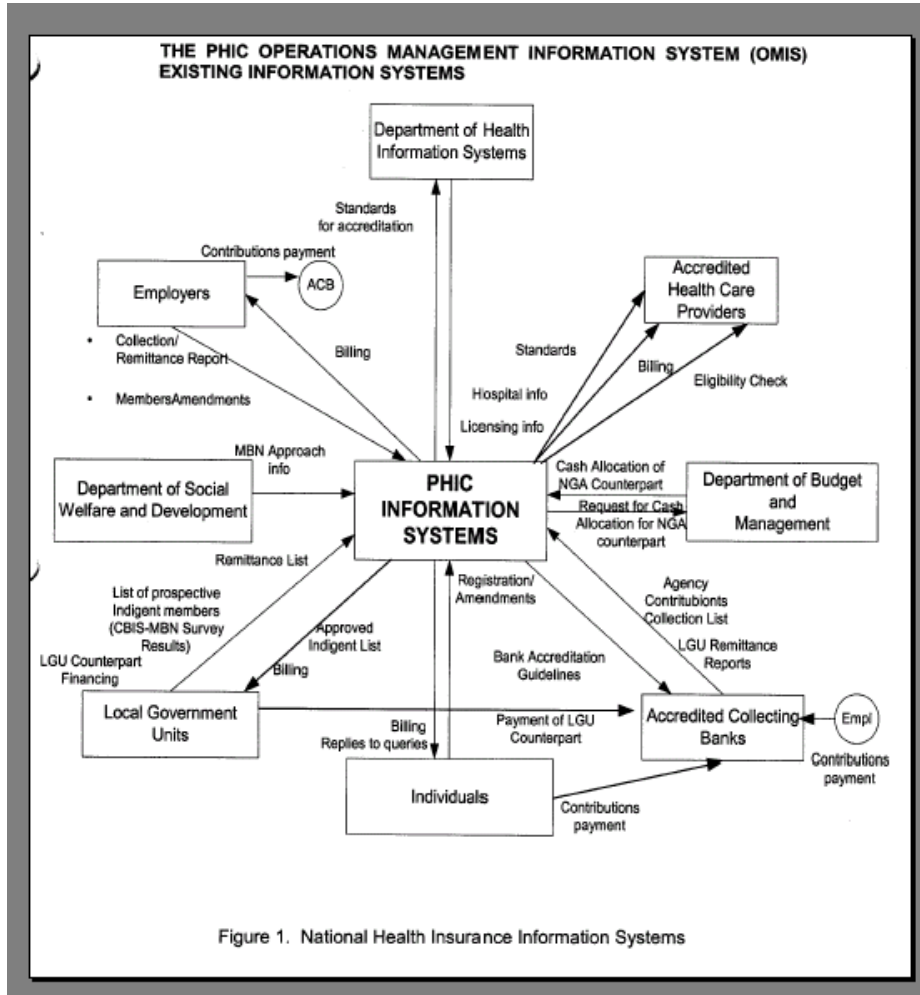 THE PHIC OPERATIONS MANAGEMENT INFORMATION SYSTEM (OMIS)
EXISTING INFORMATION SYSTEMS
Department of Health
Information Systems
Standards
for accreditation
Contributions payment
ACB
Employers
Accredited
Health Care
Providers
• Collection/
Remittance Report
Billing
Standards
Billing
Eligibility Check
• MembersAmendments
Hospital info
Licensing info
MBN Approach
info
Department of Social
Welfare and Development
PHIC
INFORMATION
SYSTEMS
Cash Allocation of
NGA Counterpart
Request for Cash
Allocation for NGA
counterpart
Department of Budget
and
Management
Remittance List
List of prospective
Indigent members
(CBIS-MBN Survey
Results)
LGU Counterpart
Financing
Approved
Indigent List
Billing
Registration/
Amendments
Agency
Contritubionts
Collection List
LGU Remittance
Reports
Bank Accreditation
Guidelines
Local Government
Units
Billing
Replies to queries
Payment of LGU
Counterpart
Accredited Collecting
Banks
Empl
Contributions
payment
Individuals
Contributions
payment
Figure 1. National Health Insurance Information Systems